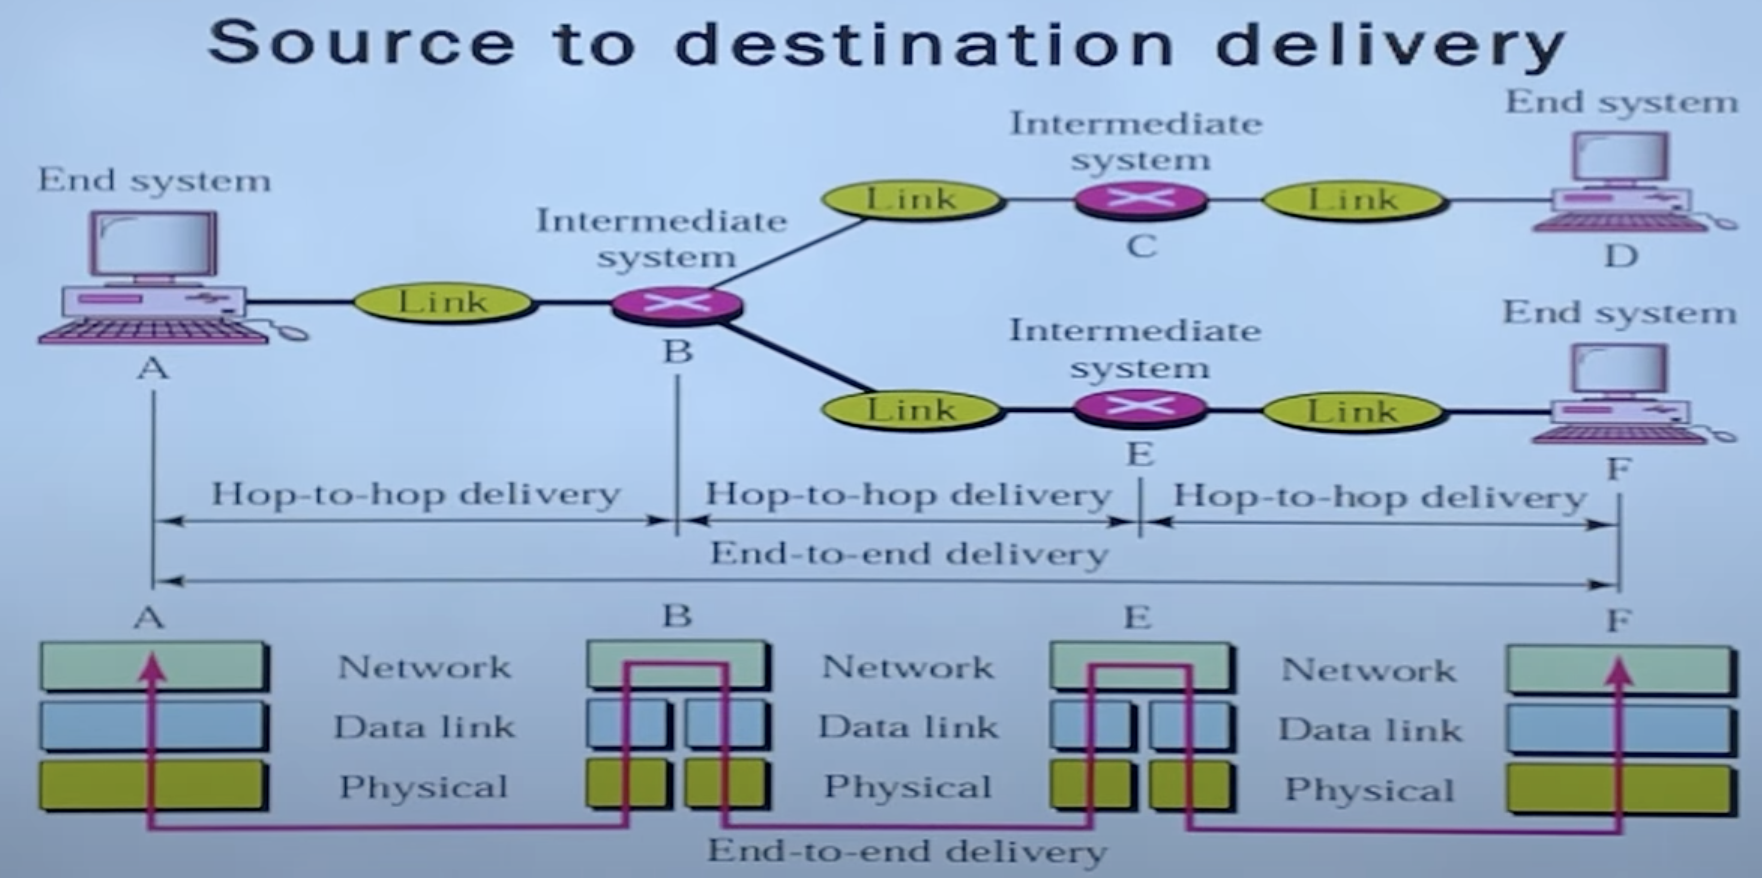 Source to destination delivery
End system
Intermediate
system
End system
Link
Link
C
D
Intermediate
system
End system
Link
A
B
Intermediate
system
End system
Link
Link
E
F
Hop-to-hop delivery
Hop-to-hop delivery
Hop-to-hop delivery
End-to-end delivery
A
B
E
F
Network
Network
Network
Data link
Data link
Data link
Physical
Physical
Physical
End-to-end delivery